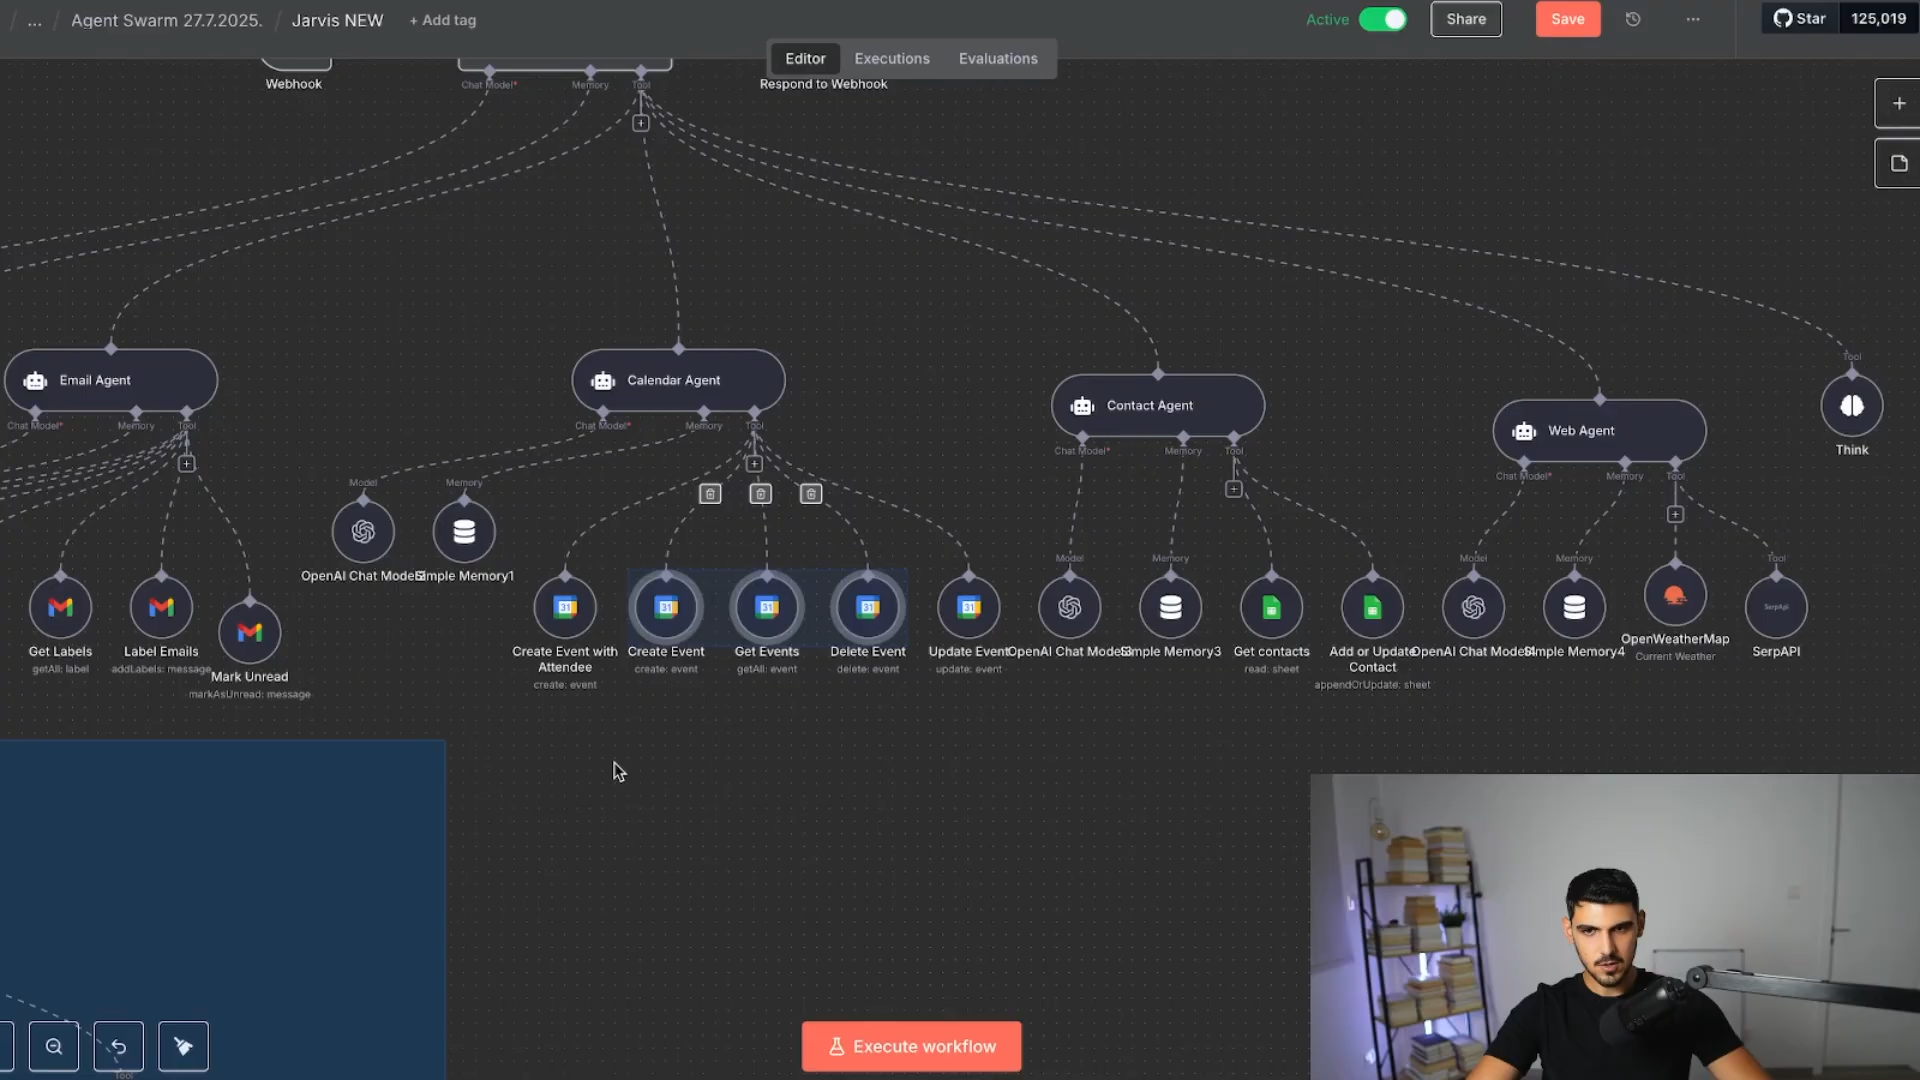 ... / Agent Swarm 27.7.2025. / Jarvis NEW + Add tag
Active Share Save ... Star 125,019
Editor Executions Evaluations
Webhook
Chat Model* Memory Tool
Respond to Webhook
Email Agent
Chat Model* Memory Tool
Calendar Agent
Chat Model* Memory Tool
Contact Agent
Chat Model* Memory Tool
Web Agent
Chat Model* Memory Tool
Tool
Think
Get Labels
getAll: label
Label Emails
addLabels: message
Mark Unread
markAsUnread: message
Model
OpenAI Chat Model
Memory
Simple Memory1
Create Event with
Attendee
create: event
Create Event
create: event
Get Events
getAll: event
Delete Event
delete: event
Update Event
update: event
Model
OpenAI Chat Model3
Memory
Simple Memory3
Get contacts
read: sheet
Add or Update
Contact
appendOrUpdate: sheet
Model
OpenAI Chat Model4
Memory
Simple Memory4
OpenWeatherMap
Current Weather
Tool
SerpApi
SerpAPI
Execute workflow
Tool